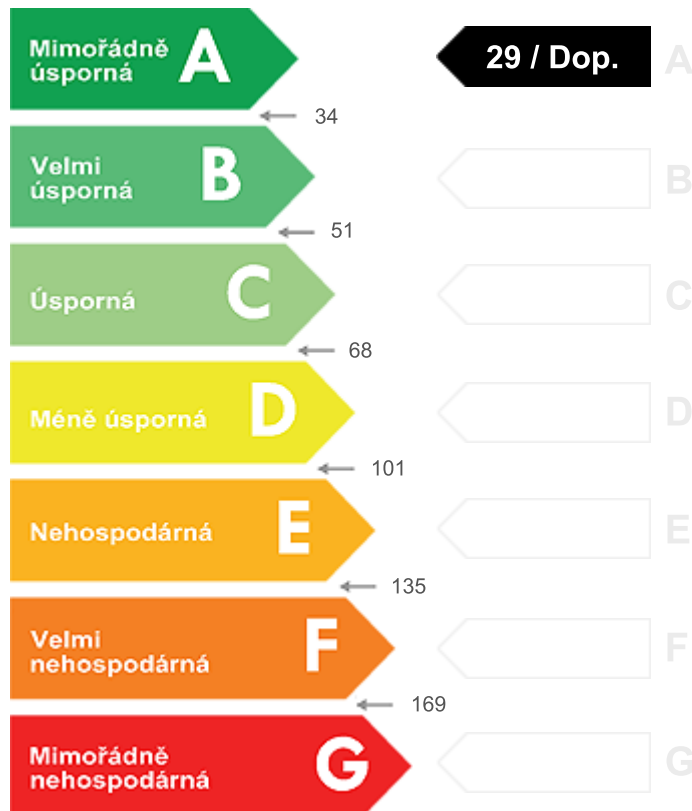 Mimořádně
úsporná
A
29 / Dop.
A
34
Velmi
úsporná
B
B
51
Úsporná
C
C
68
Méně úsporná
D
D
101
Nehospodárná
E
E
135
Velmi
nehospodárná
F
F
169
Mimořádně
nehospodárná
G
G